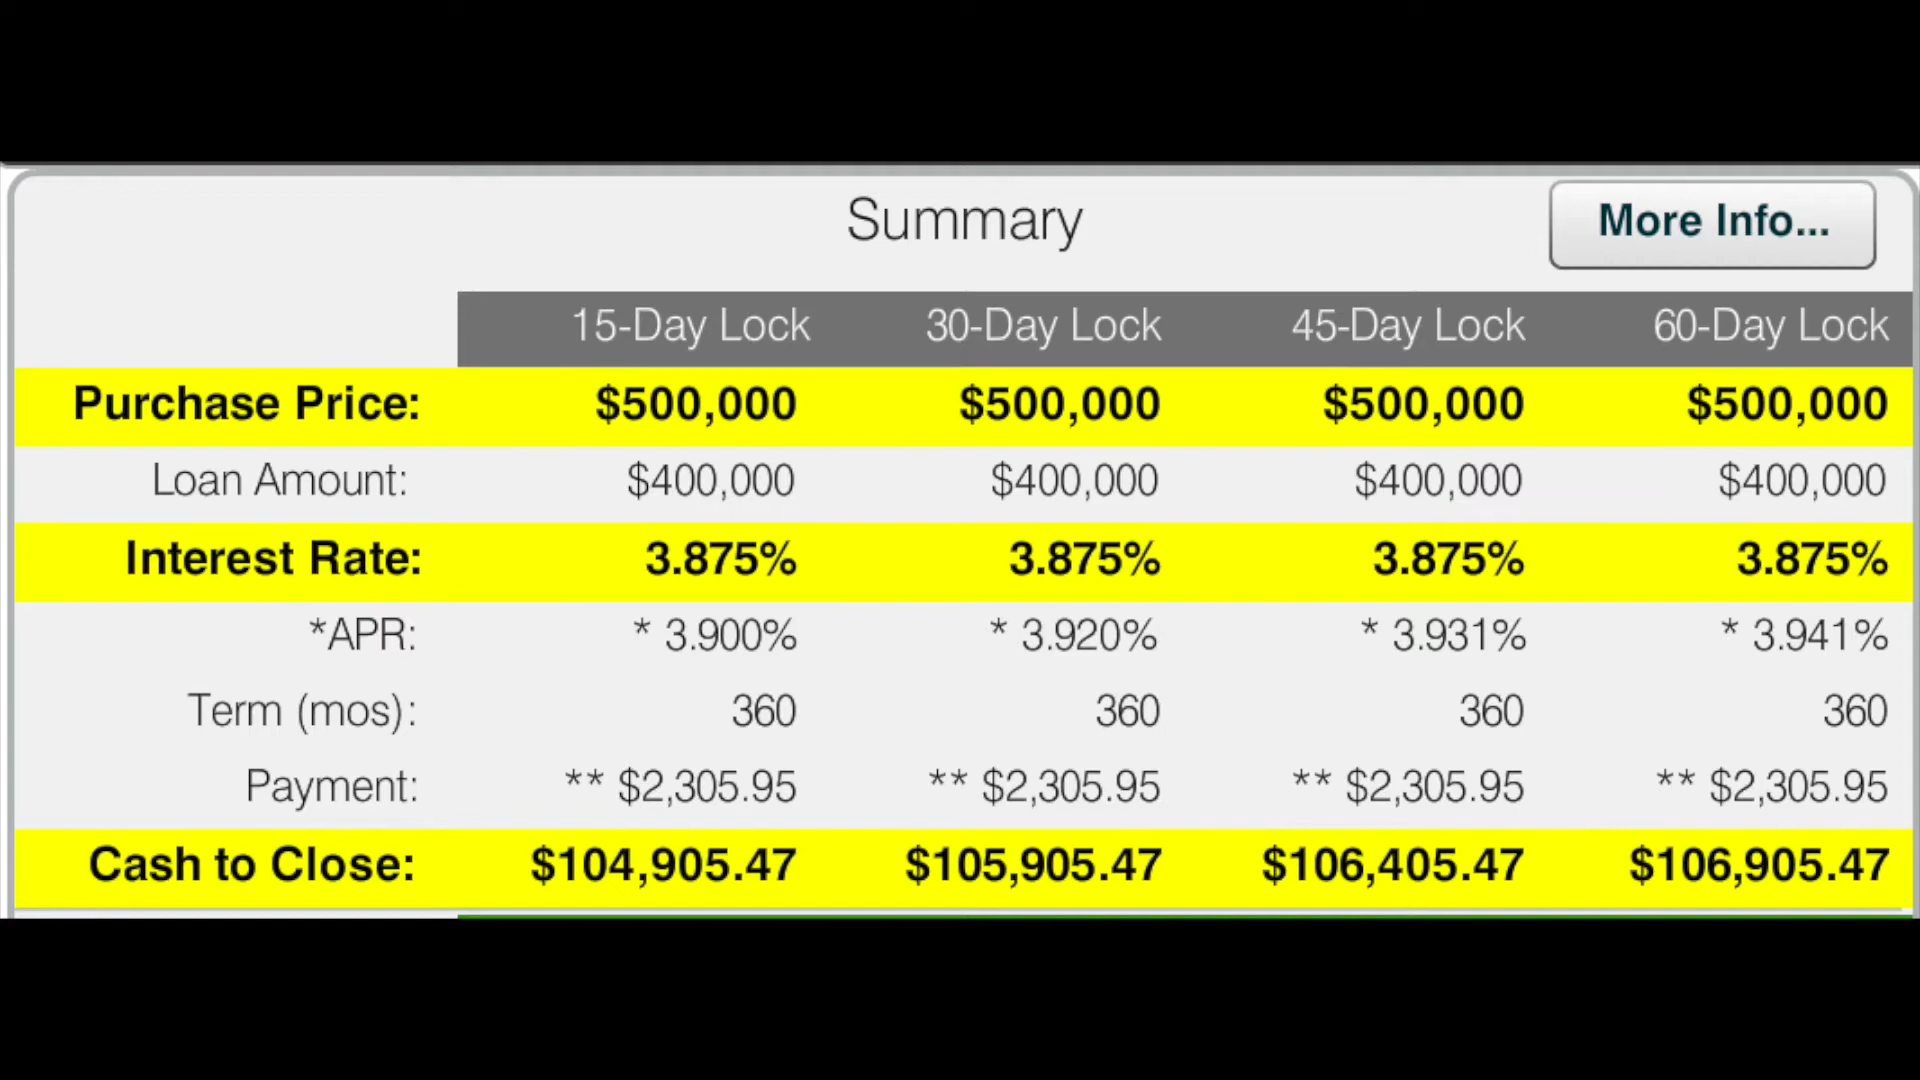 Summary
More Info...
15-Day Lock 30-Day Lock 45-Day Lock 60-Day Lock
Purchase Price: $500,000 $500,000 $500,000 $500,000
Loan Amount: $400,000 $400,000 $400,000 $400,000
Interest Rate: 3.875% 3.875% 3.875% 3.875%
*APR: * 3.900% * 3.920% * 3.931% * 3.941%
Term (mos): 360 360 360 360
Payment: ** $2,305.95 ** $2,305.95 ** $2,305.95 ** $2,305.95
Cash to Close: $104,905.47 $105,905.47 $106,405.47 $106,905.47